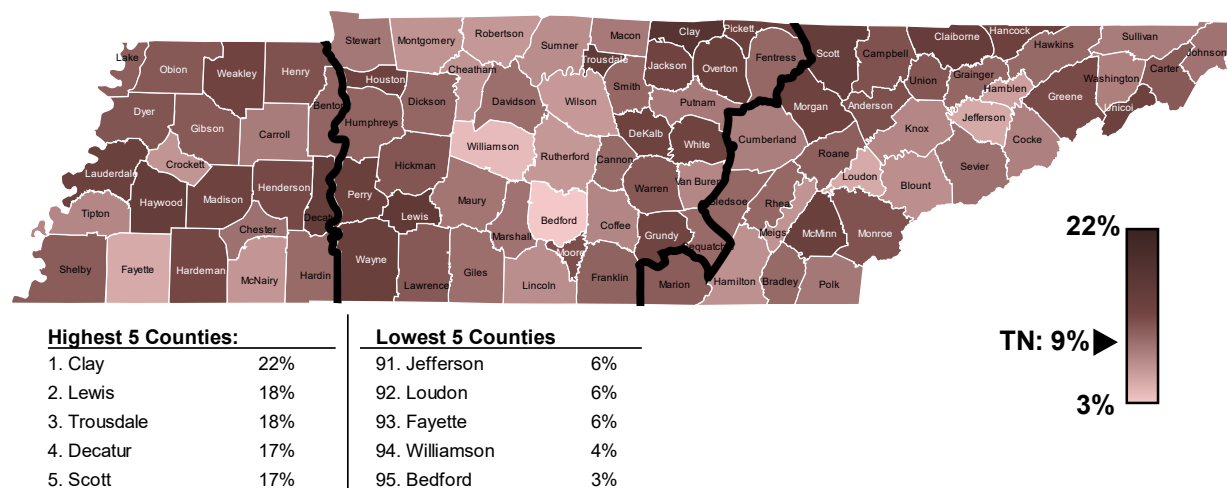 Stewart
Montgomery
Robertson
Sumner
Macon
Clay
Pickett
Lake
Obion
Weakley
Henry
Houston
Cheatham
Trousdale
Jackson
Overton
Fentress
Scott
Campbell
Claiborne
Hancock
Hawkins
Sullivan
Johnson
Dyer
Gibson
Carroll
Benton
Humphreys
Dickson
Davidson
Wilson
Smith
Putnam
Morgan
Anderson
Union
Grainger
Hamblen
Greene
Washington
Carter
Unicoi
Lauderdale
Crockett
Williamson
Rutherford
DeKalb
White
Cumberland
Roane
Knox
Jefferson
Cocke
Tipton
Haywood
Madison
Henderson
Decatur
Perry
Hickman
Lewis
Maury
Bedford
Cannon
Warren
Van Buren
Bledsoe
Rhea
Loudon
Blount
Sevier
Shelby
Fayette
Hardeman
Chester
McNairy
Hardin
Wayne
Lawrence
Giles
Marshall
Moore
Lincoln
Coffee
Franklin
Grundy
Sequatch
Marion
Hamilton
Meigs
McMinn
Bradley
Monroe
Polk
22%
TN: 9%
3%
Highest 5 Counties:
1. Clay 22%
2. Lewis 18%
3. Trousdale 18%
4. Decatur 17%
5. Scott 17%
Lowest 5 Counties
91. Jefferson 6%
92. Loudon 6%
93. Fayette 6%
94. Williamson 4%
95. Bedford 3%